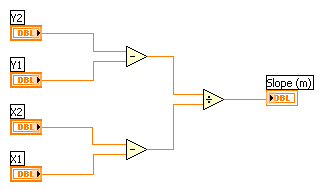 Y2
DBL
Y1
DBL
X2
DBL
X1
DBL
-
-
÷
Slope (m)
DBL